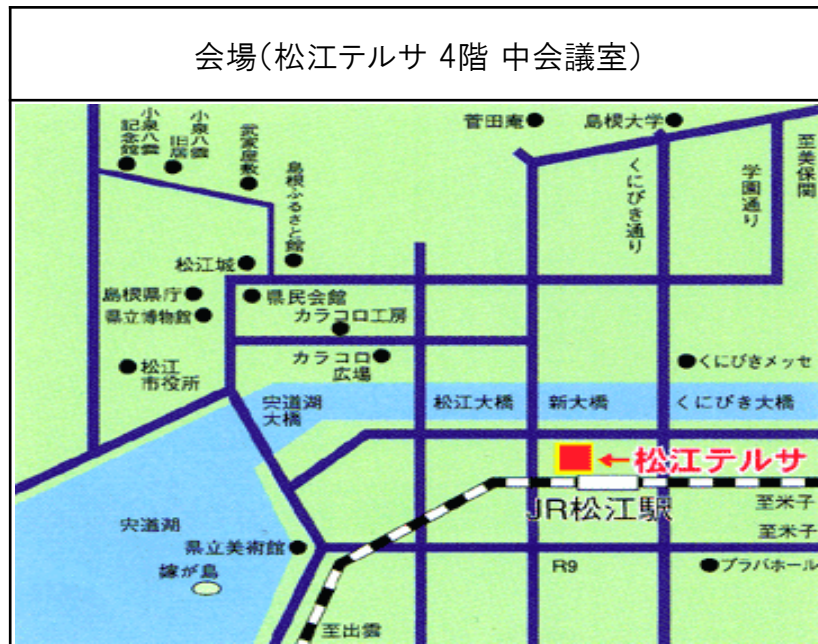 会場(松江テルサ 4階 中会議室)
小泉八雲
記念館
小泉八雲
旧居
武家屋敷
島根ふるさと館
菅田庵
島根大学
くにびき通り
学園通り
至美保関
松江城
島根県庁
県立博物館
県民会館
カラコロ工房
カラコロ
広場
松江
市役所
くにびきメッセ
宍道湖
大橋
松江大橋
新大橋
くにびき大橋
←松江テルサ
JR松江駅
至米子
至米子
宍道湖
県立美術館
嫁が島
R9
プラバホール
至出雲